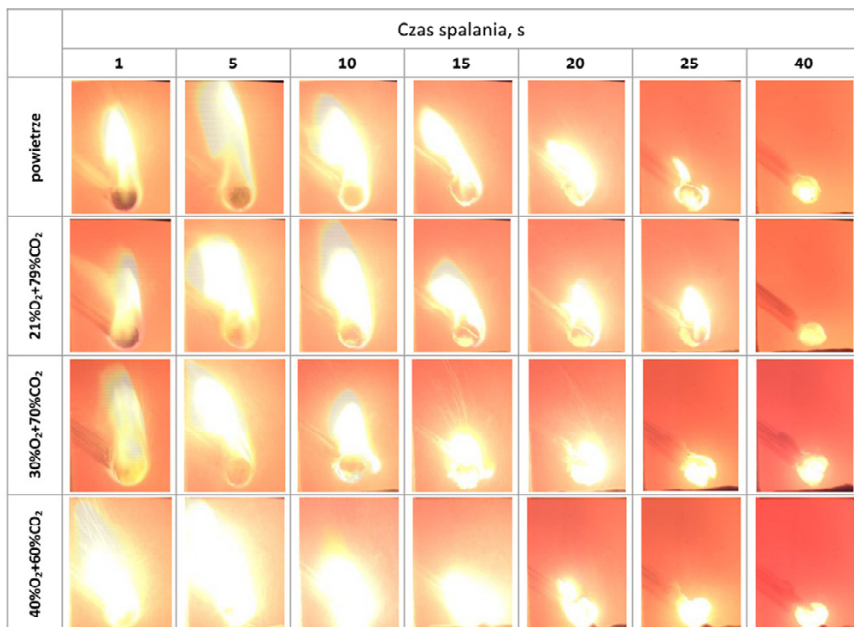 Czas spalania, s
1 5 10 15 20 25 40
powietrze
21%O₂+79%CO₂
30%O₂+70%CO₂
40%O₂+60%CO₂